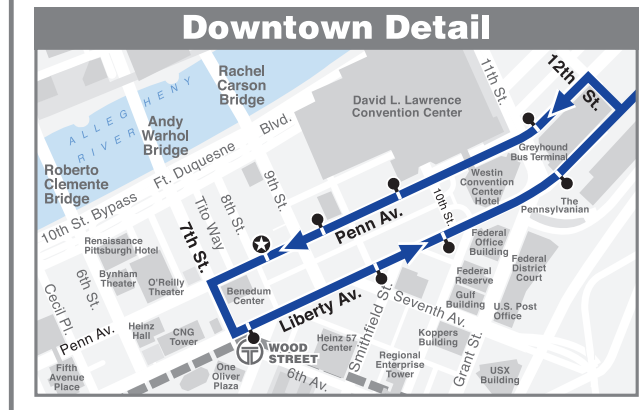 Downtown Detail
Rachel
Carson
Bridge
11th St.
12th
St.
ALLEGHENY
RIVER
David L. Lawrence
Convention Center
Andy
Warhol
Bridge
Blvd.
Ft. Duquesne
Greyhound
Bus Terminal
Roberto
Clemente
Bridge
10th St. Bypass
9th St.
Westin
Convention
Center
Hotel
8th St.
Tito Way
7th St.
10th St.
The
Pennsylvanian
Penn Av.
Renaissance
Pittsburgh Hotel
Federal
Office
Building
Federal
District
Court
6th St.
Bynham
Theater
O'Reilly
Theater
Federal
Reserve
Cecil Pl.
Benedum
Center
Liberty Av.
Smithfield St.
Seventh Av.
Gulf
Building
U.S. Post
Office
Penn Av.
Heinz
Hall
CNG
Tower
Heinz 57
Center
Koppers
Building
Grant St.
T
WOOD
STREET
Regional
Enterprise
Tower
Fifth
Avenue
Place
One
Oliver
Plaza
6th Av.
USX
Building